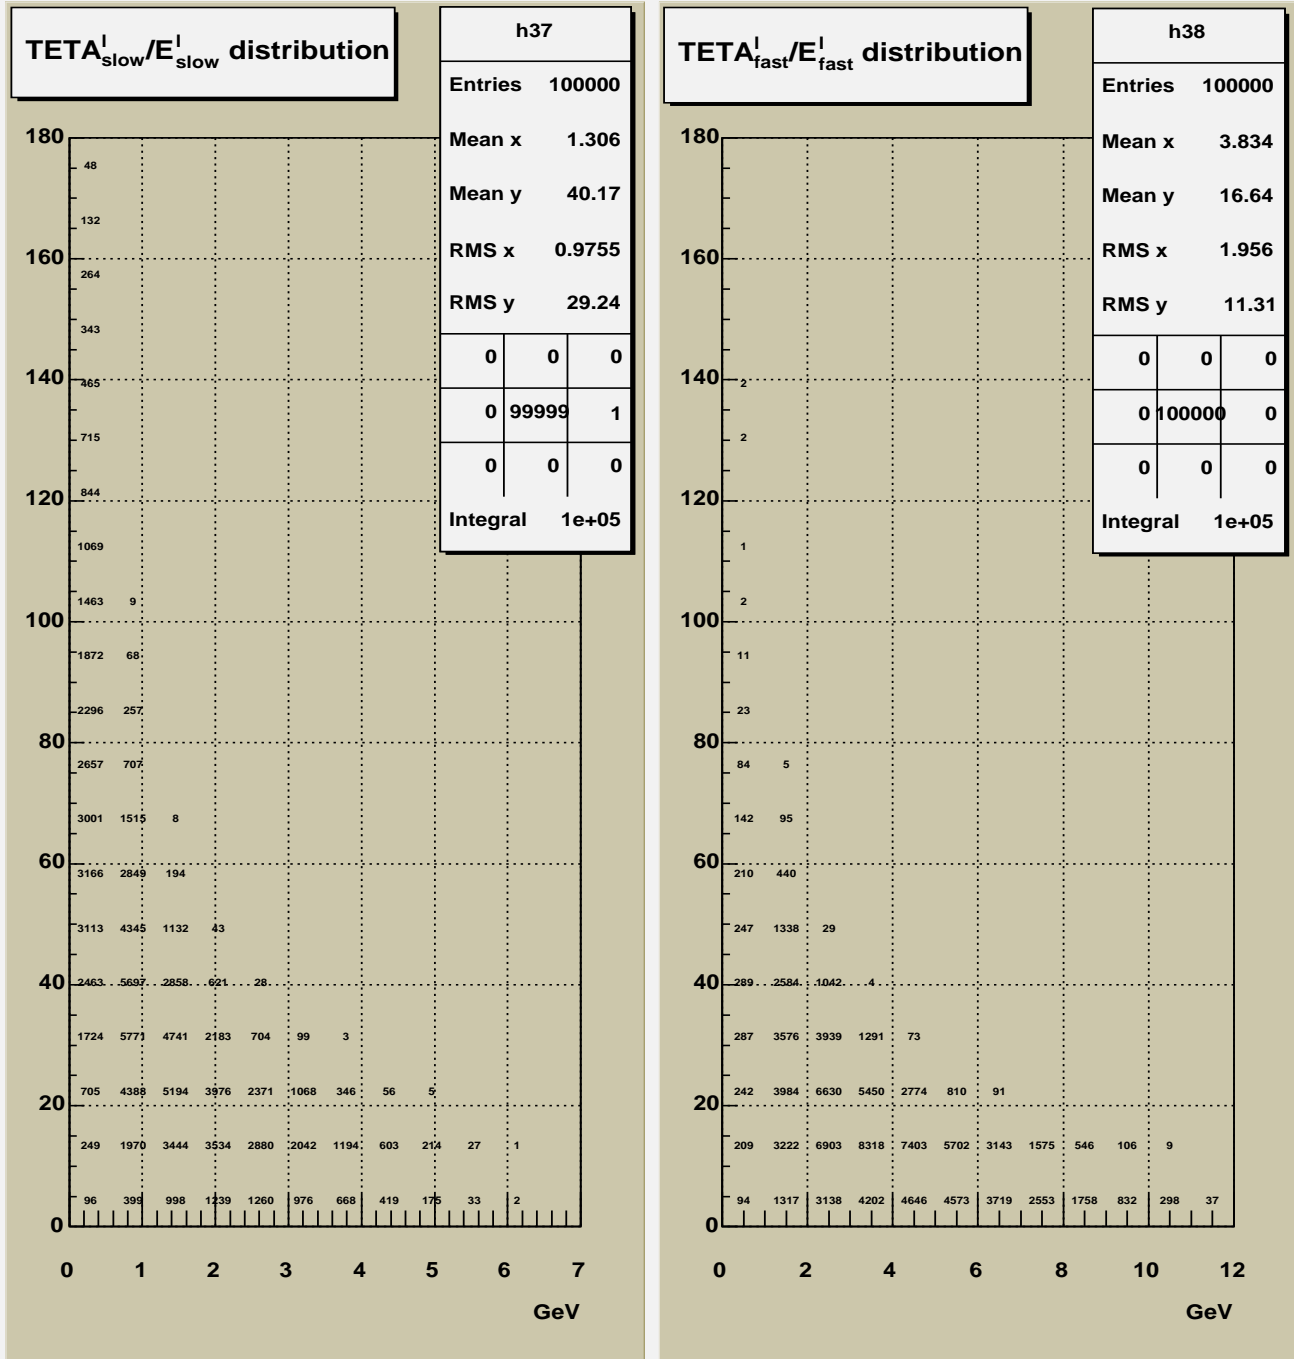 TETA^l_slow/E^l_slow distribution
h37
Entries 100000
Mean x 1.306
Mean y 40.17
RMS x 0.9755
RMS y 29.24
0 0 0
0 99999 1
0 0 0
Integral 1e+05
180
48
132
160
264
343
140
465
715
120
844
1069
1463 9
100
1872 68
2296 257
80
2657 707
3001 1515 8
60
3166 2849 194
3113 4345 1132 43
40
2463 5697 2858 621 28
1724 5771 4741 2183 704 99 3
705 4388 5194 3976 2371 1068 346 56 5
20
249 1970 3444 3534 2880 2042 1194 603 214 27 1
96 399 998 1239 1260 976 668 419 175 33 2
0
0 1 2 3 4 5 6 7
GeV
TETA^l_fast/E^l_fast distribution
h38
Entries 100000
Mean x 3.834
Mean y 16.64
RMS x 1.956
RMS y 11.31
0 0 0
0 100000 0
0 0 0
Integral 1e+05
180
160
140
2
2
120
1
2
100
11
23
80
84 5
142 95
60
210 440
247 1338 29
40
289 2584 1042 4
287 3576 3939 1291 73
242 3984 6630 5450 2774 810 91
20
209 3222 6903 8318 7403 5702 3143 1575 546 106 9
94 1317 3138 4202 4646 4573 3719 2553 1758 832 298 37
0
0 2 4 6 8 10 12
GeV